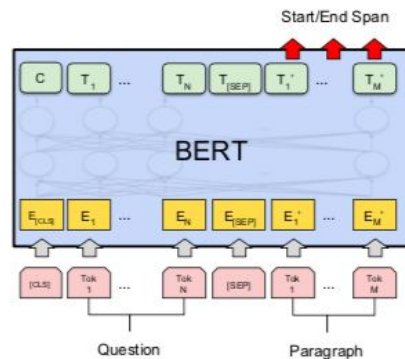 Start/End Span
C T1 ... TN T[SEP] T1' ... TM'
BERT
E[CLS] E1 ... EN E[SEP] E1' ... EM'
[CLS] Tok 1 ... Tok N [SEP] Tok 1 ... Tok M
Question Paragraph